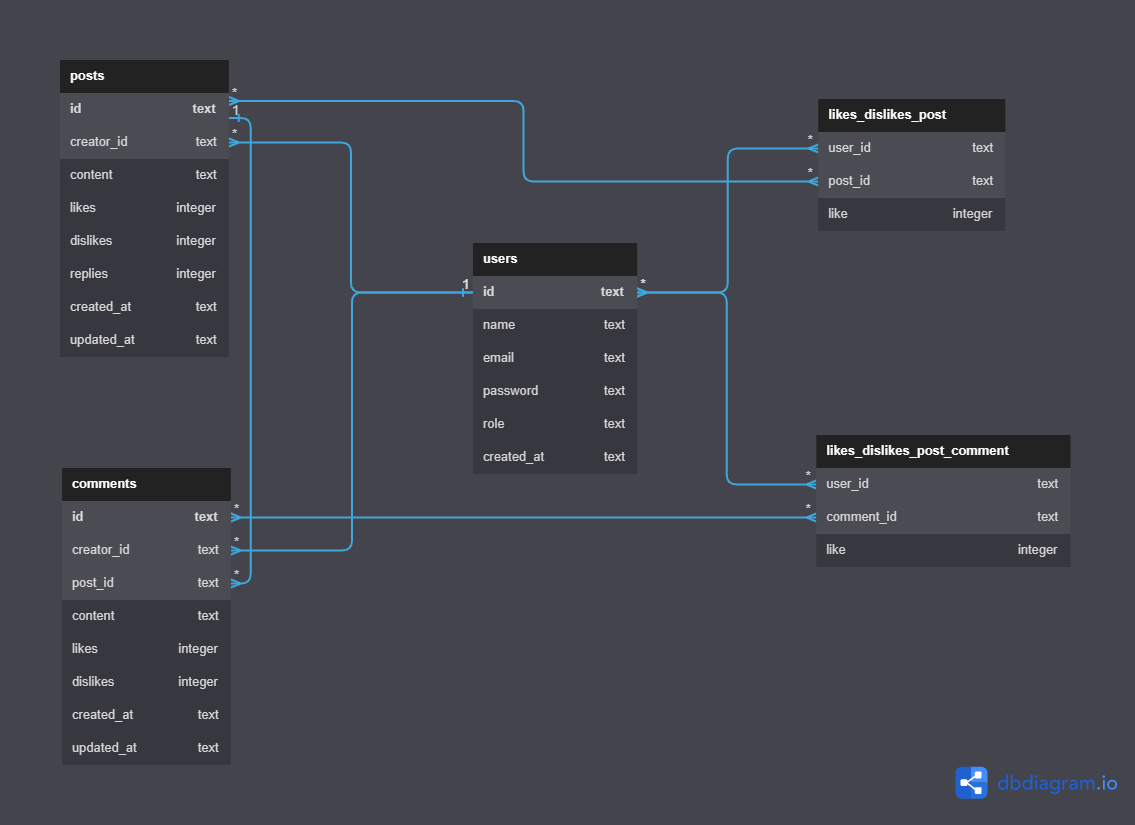 posts
id text
creator_id text
content text
likes integer
dislikes integer
replies integer
created_at text
updated_at text
* 
1
*
comments
id text
creator_id text
post_id text
content text
likes integer
dislikes integer
created_at text
updated_at text
*
*
*
users
id text
name text
email text
password text
role text
created_at text
1
*
likes_dislikes_post
user_id text
post_id text
like integer
*
*
likes_dislikes_post_comment
user_id text
comment_id text
like integer
*
*
dbdiagram.io